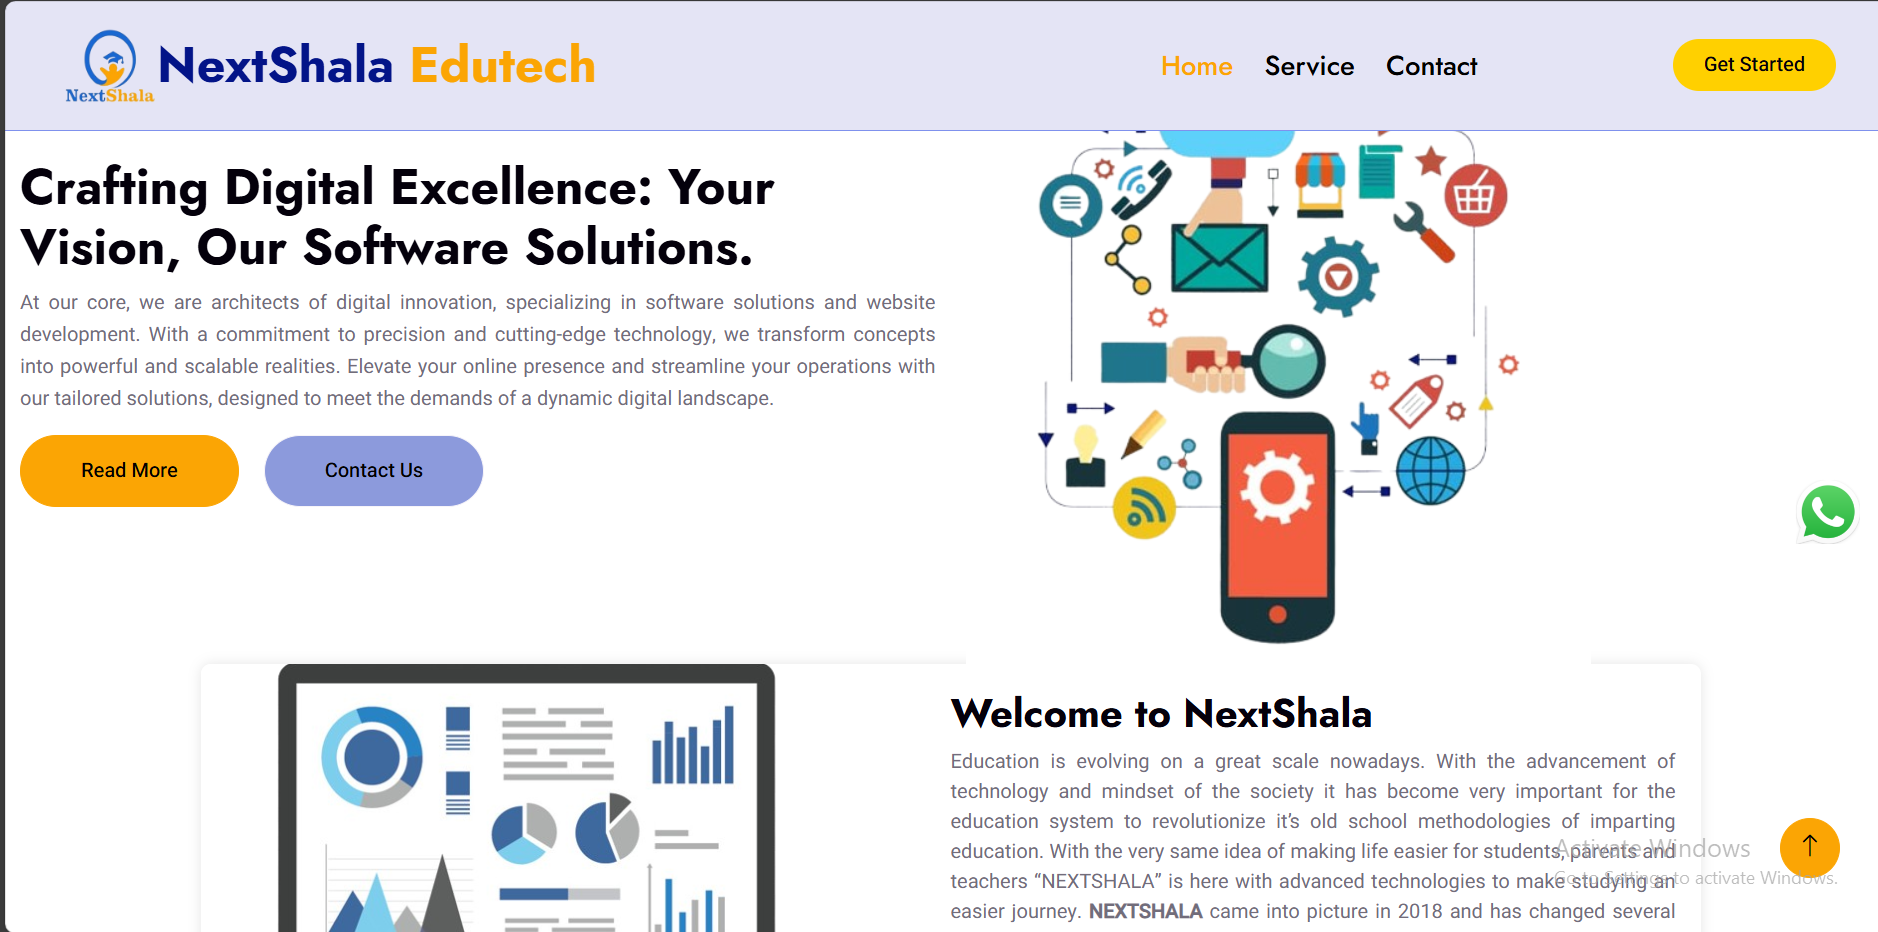 NextShala
NextShala Edutech
Home Service Contact
Get Started
Crafting Digital Excellence: Your
Vision, Our Software Solutions.
At our core, we are architects of digital innovation, specializing in software solutions and website
development. With a commitment to precision and cutting-edge technology, we transform concepts
into powerful and scalable realities. Elevate your online presence and streamline your operations with
our tailored solutions, designed to meet the demands of a dynamic digital landscape.
Read More
Contact Us
Welcome to NextShala
Education is evolving on a great scale nowadays. With the advancement of
technology and mindset of the society it has become very important for the
education system to revolutionize it’s old school methodologies of imparting
education. With the very same idea of making life easier for students, parents and
teachers “NEXTSHALA” is here with advanced technologies to make studying an
easier journey. NEXTSHALA came into picture in 2018 and has changed several
Activate Windows
Go to Settings to activate Windows.